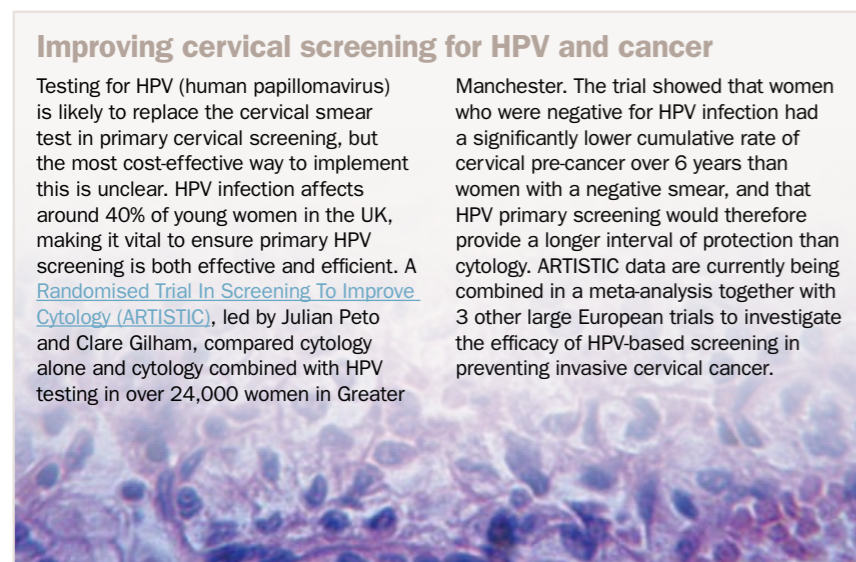 Improving cervical screening for HPV and cancer
Testing for HPV (human papillomavirus)
is likely to replace the cervical smear
test in primary cervical screening, but
the most cost-effective way to implement
this is unclear. HPV infection affects
around 40% of young women in the UK,
making it vital to ensure primary HPV
screening is both effective and efficient. A
Randomised Trial In Screening To Improve
Cytology (ARTISTIC), led by Julian Peto
and Clare Gilham, compared cytology
alone and cytology combined with HPV
testing in over 24,000 women in Greater
Manchester. The trial showed that women
who were negative for HPV infection had
a significantly lower cumulative rate of
cervical pre-cancer over 6 years than
women with a negative smear, and that
HPV primary screening would therefore
provide a longer interval of protection than
cytology. ARTISTIC data are currently being
combined in a meta-analysis together with
3 other large European trials to investigate
the efficacy of HPV-based screening in
preventing invasive cervical cancer.